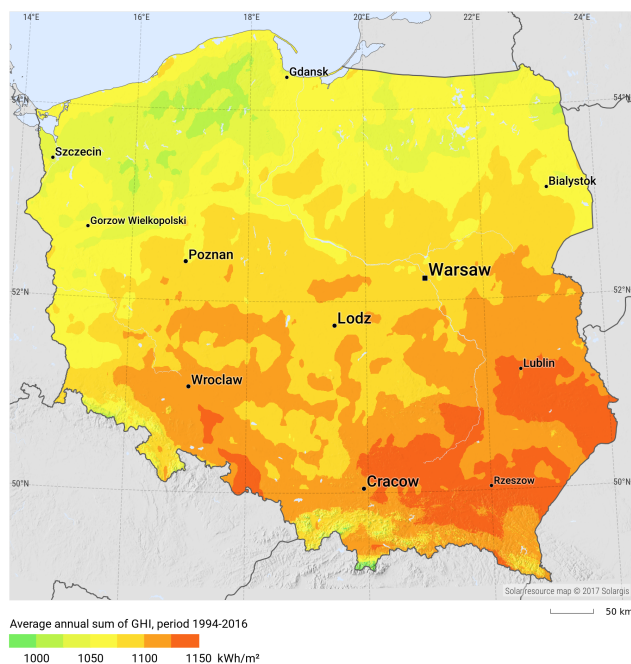 14°E 16°E 18°E 20°E 22°E 24°E
Gdansk
54°N 54°N
Szczecin
Bialystok
Gorzow Wielkopolski
Poznan
Warsaw
52°N 52°N
Lodz
Lublin
Wroclaw
50°N Cracow Rzeszow 50°N
Solar resource map © 2017 Solargis
50 km
Average annual sum of GHI, period 1994-2016
1000 1050 1100 1150 kWh/m²